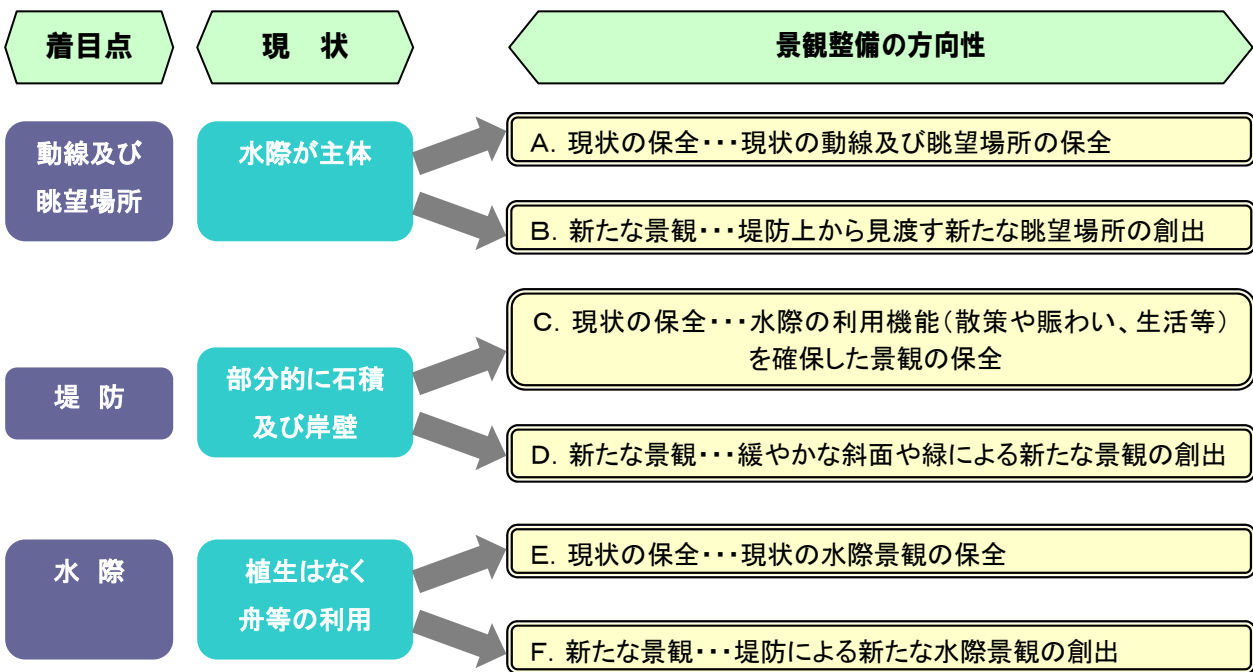 着目点
現 状
景観整備の方向性
動線及び
眺望場所
水際が主体
A．現状の保全・・・現状の動線及び眺望場所の保全
B．新たな景観・・・堤防上から見渡す新たな眺望場所の創出
堤 防
部分的に石積
及び岸壁
C．現状の保全・・・水際の利用機能（散策や賑わい、生活等）
を確保した景観の保全
D．新たな景観・・・緩やかな斜面や緑による新たな景観の創出
水 際
植生はなく
舟等の利用
E．現状の保全・・・現状の水際景観の保全
F．新たな景観・・・堤防による新たな水際景観の創出